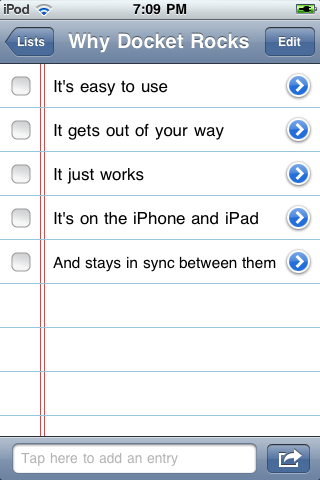 iPod 7:09 PM
Lists Why Docket Rocks Edit
It's easy to use
It gets out of your way
It just works
It's on the iPhone and iPad
And stays in sync between them
Tap here to add an entry